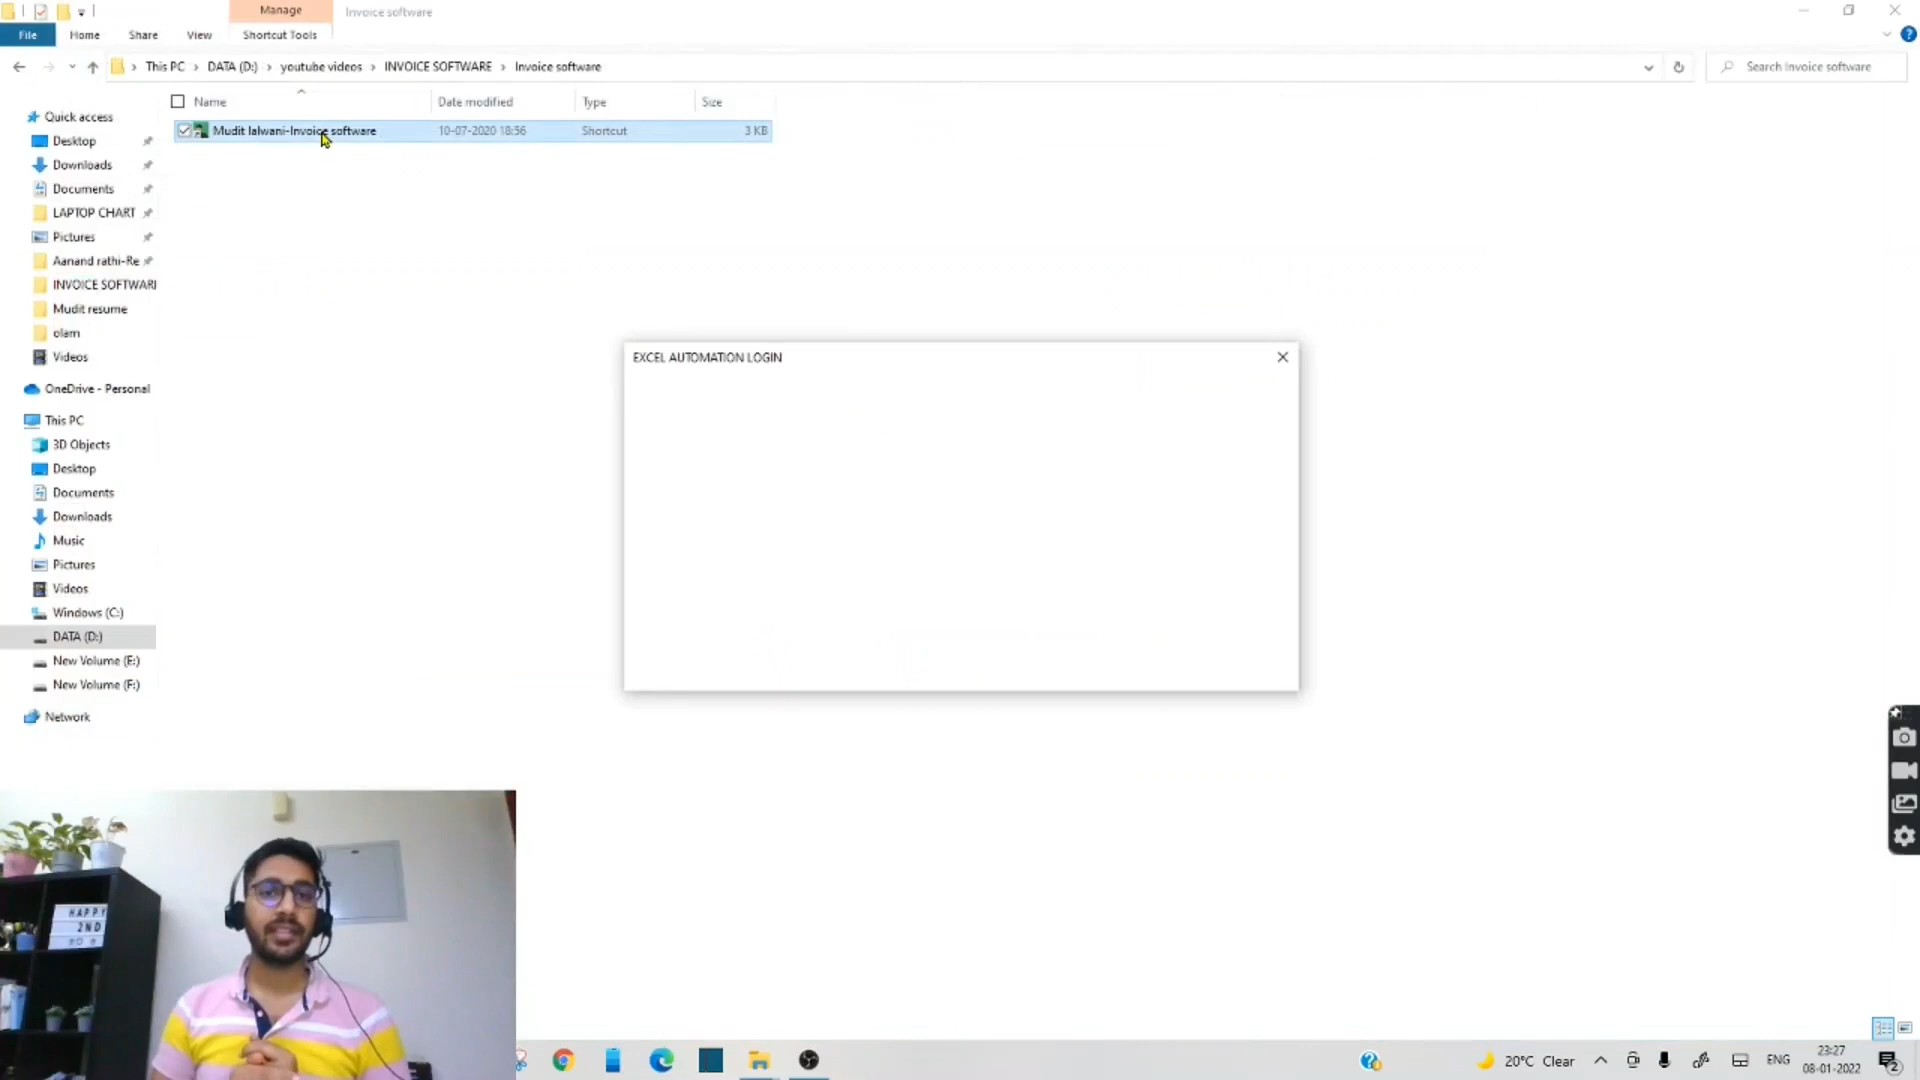 Manage
Invoice software
File
Home
Share
View
Shortcut Tools
This PC
DATA (D:)
youtube videos
INVOICE SOFTWARE
Invoice software
Search Invoice software
Name
Date modified
Type
Size
Mudit lalwani-Invoice software
10-07-2020 18:56
Shortcut
3 KB
Quick access
Desktop
Downloads
Documents
LAPTOP CHART
Pictures
Aanand rathi-Re
INVOICE SOFTWARE
Mudit resume
olam
Videos
OneDrive - Personal
This PC
3D Objects
Desktop
Documents
Downloads
Music
Pictures
Videos
Windows (C:)
DATA (D:)
New Volume (E:)
New Volume (F:)
Network
EXCEL AUTOMATION LOGIN
HAPPY
2ND
20°C Clear
ENG
23:27
08-01-2022
2